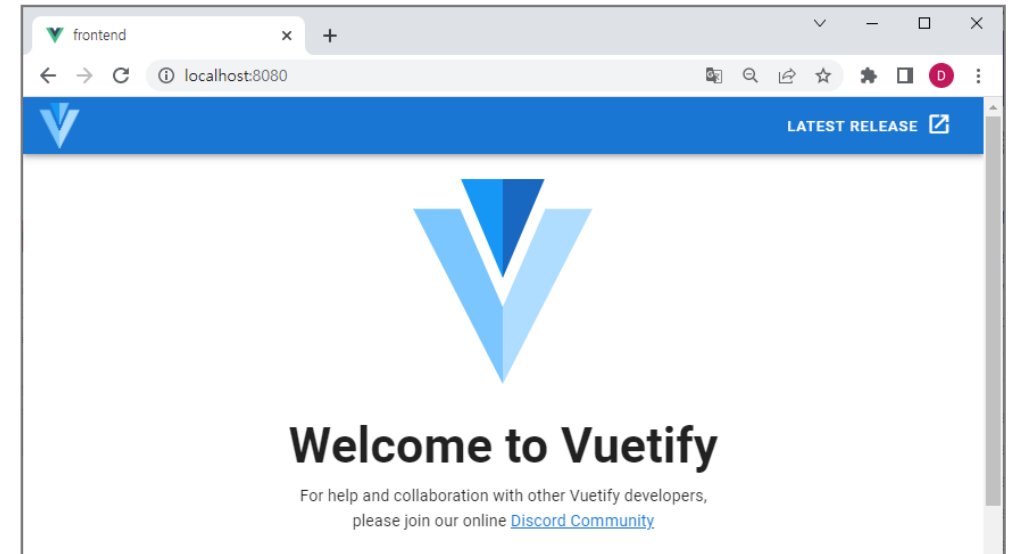 frontend
localhost:8080
D
LATEST RELEASE
Welcome to Vuetify
For help and collaboration with other Vuetify developers,
please join our online Discord Community